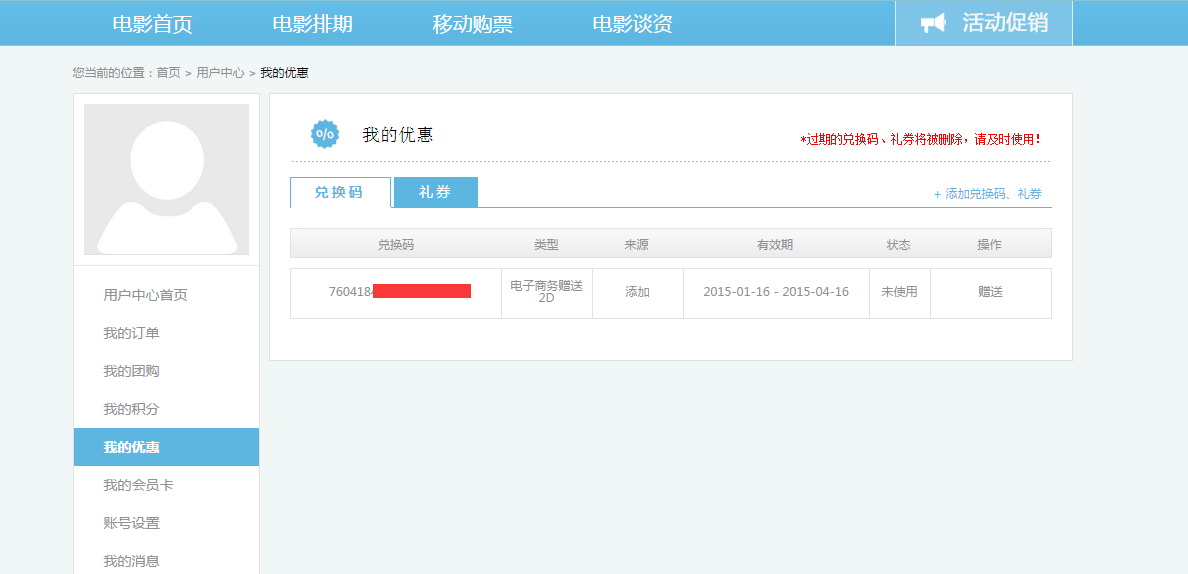 电影首页 电影排期 移动购票 电影谈资 活动促销
您当前的位置：首页 > 用户中心 > 我的优惠
% 我的优惠 *过期的兑换码、礼券将被删除，请及时使用！
兑换码 礼券 + 添加兑换码、礼券
兑换码 类型 来源 有效期 状态 操作
760418 电子商务赠送 添加 2015-01-16 - 2015-04-16 未使用 赠送
2D
用户中心首页
我的订单
我的团购
我的积分
我的优惠
我的会员卡
账号设置
我的消息